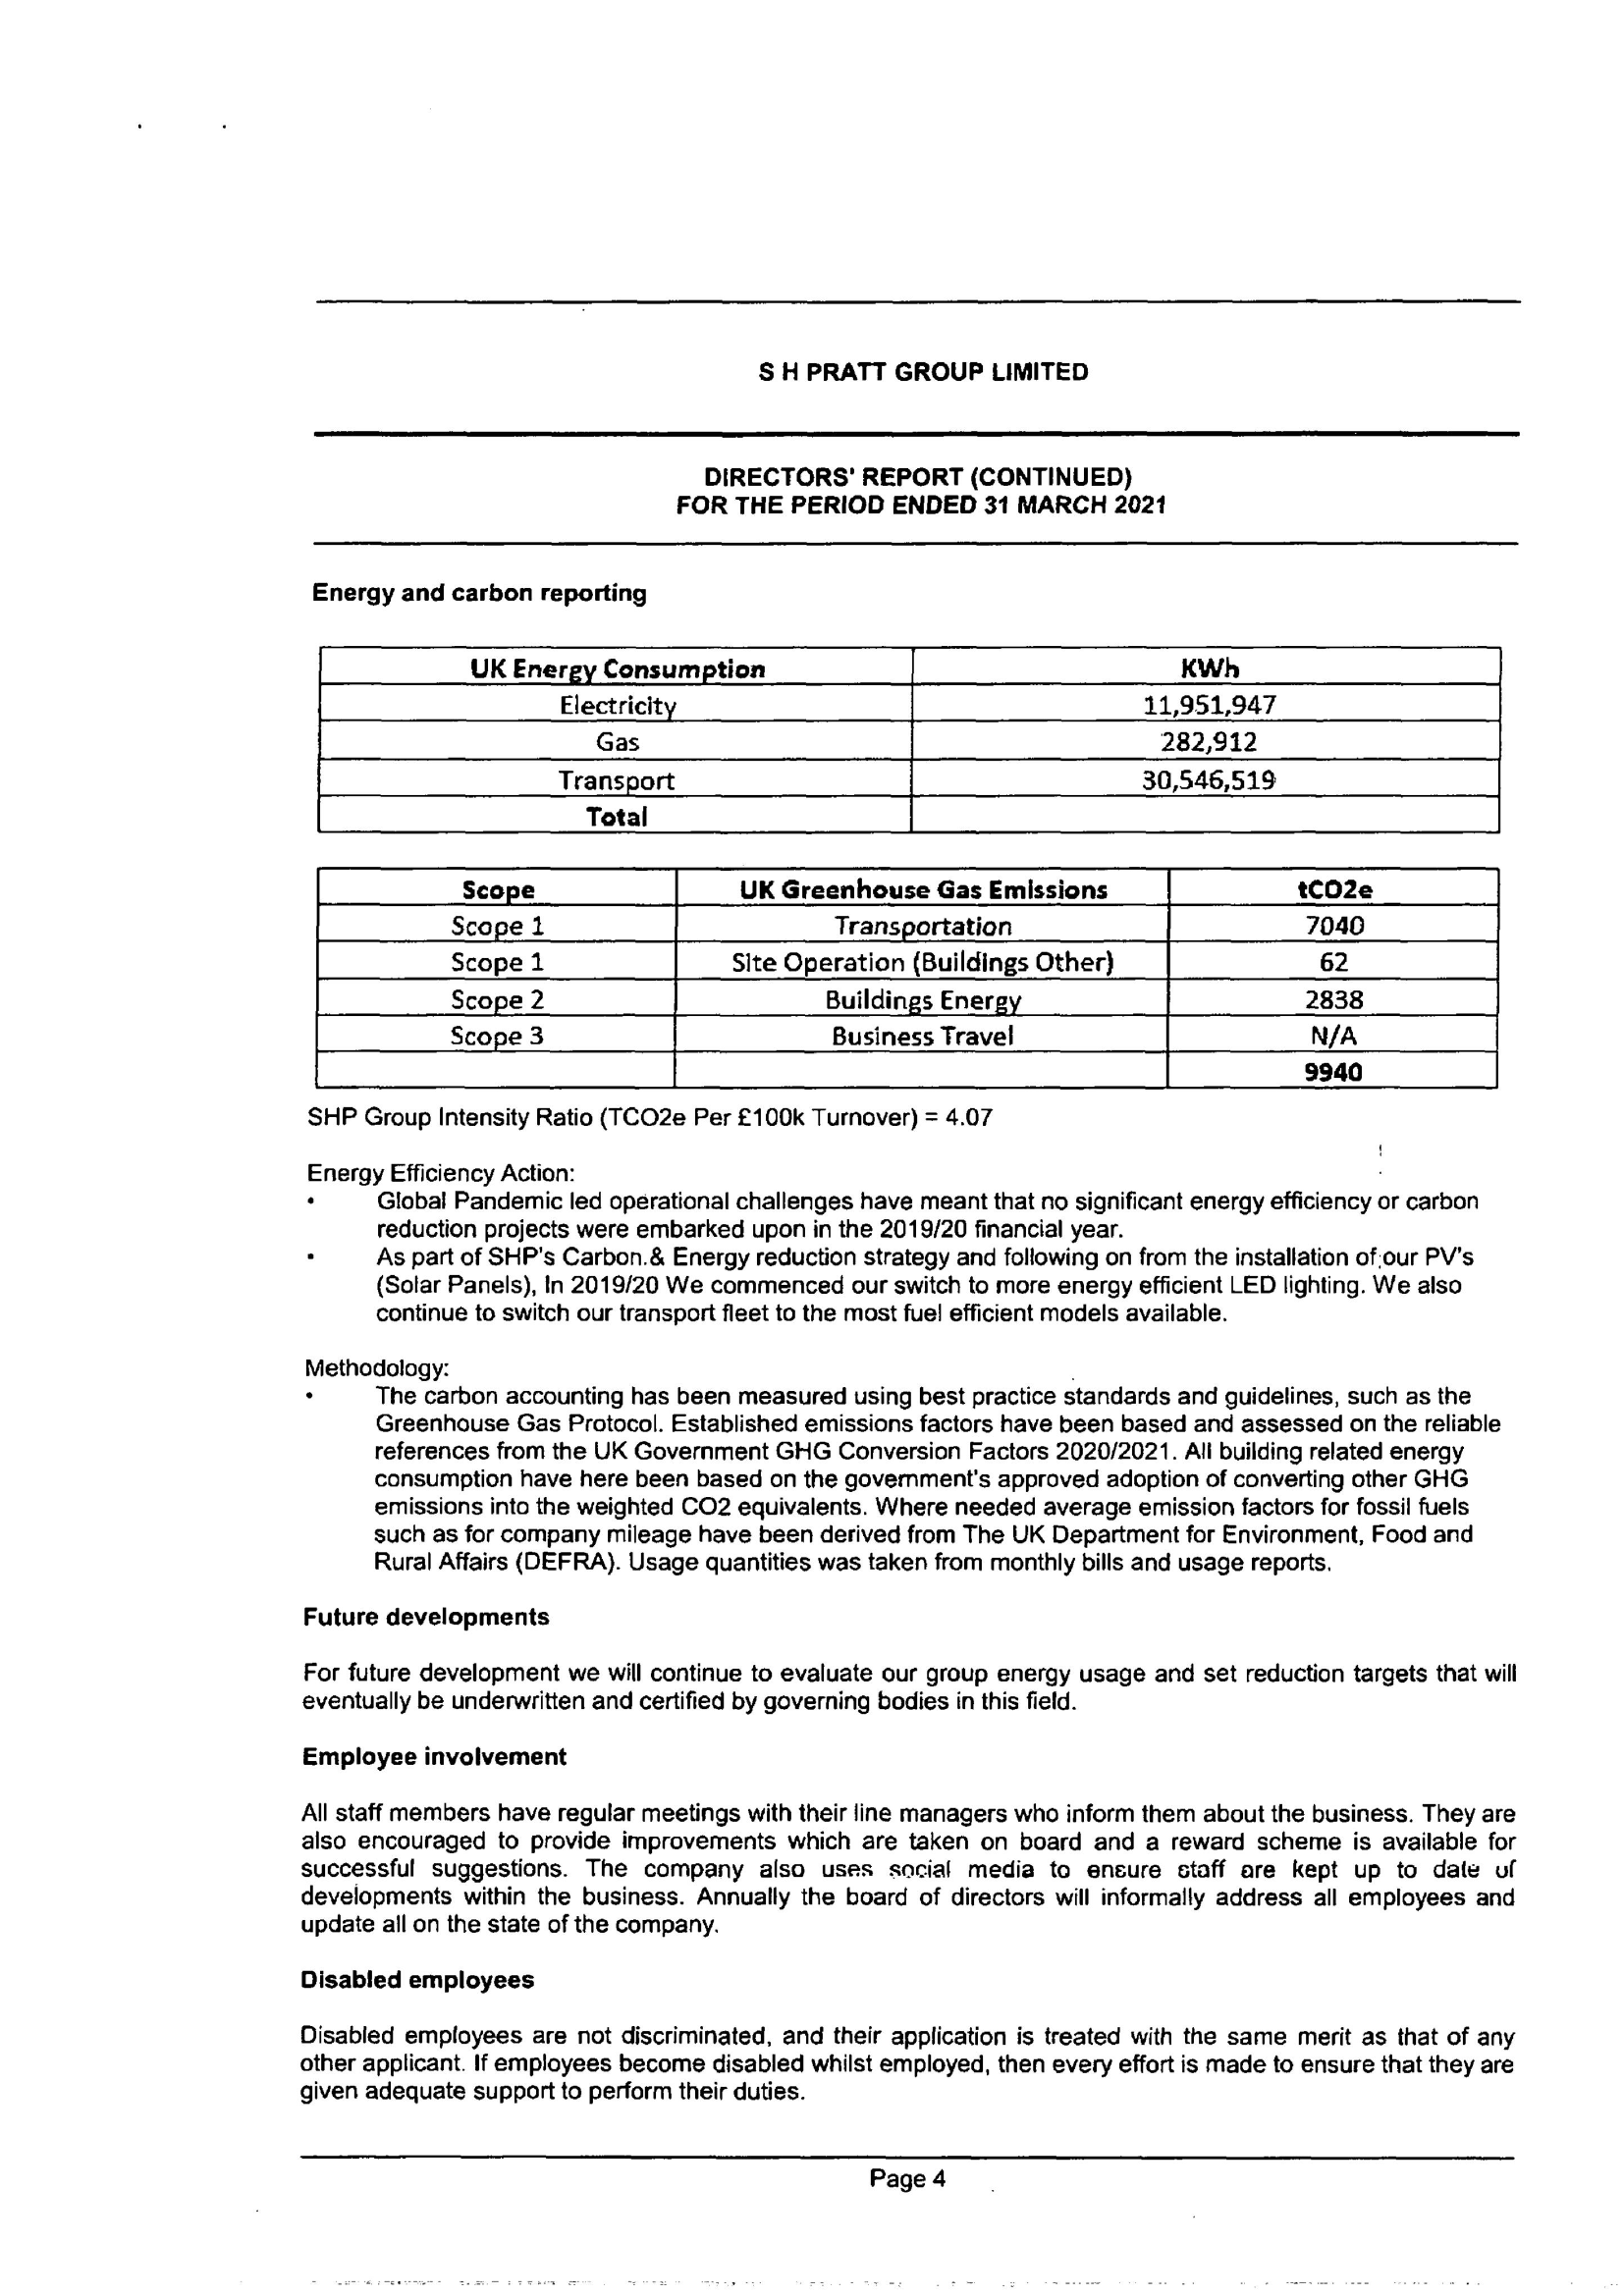 S H PRATT GROUP LIMITED
DIRECTORS' REPORT (CONTINUED)
FOR THE PERIOD ENDED 31 MARCH 2021
Energy and carbon reporting
UK Energy Consumption KWh
Electricity 11,951,947
Gas 282,912
Transport 30,546,519
Total
Scope UK Greenhouse Gas Emissions tCO2e
Scope 1 Transportation 7040
Scope 1 Site Operation (Buildings Other) 62
Scope 2 Buildings Energy 2838
Scope 3 Business Travel N/A
9940
SHP Group Intensity Ratio (TCO2e Per £100k Turnover) = 4.07
Energy Efficiency Action:
• Global Pandemic led operational challenges have meant that no significant energy efficiency or carbon
reduction projects were embarked upon in the 2019/20 financial year.
• As part of SHP's Carbon.& Energy reduction strategy and following on from the installation of our PV's
(Solar Panels), In 2019/20 We commenced our switch to more energy efficient LED lighting. We also
continue to switch our transport fleet to the most fuel efficient models available.
Methodology:
• The carbon accounting has been measured using best practice standards and guidelines, such as the
Greenhouse Gas Protocol. Established emissions factors have been based and assessed on the reliable
references from the UK Government GHG Conversion Factors 2020/2021. All building related energy
consumption have here been based on the government's approved adoption of converting other GHG
emissions into the weighted CO2 equivalents. Where needed average emission factors for fossil fuels
such as for company mileage have been derived from The UK Department for Environment, Food and
Rural Affairs (DEFRA). Usage quantities was taken from monthly bills and usage reports.
Future developments
For future development we will continue to evaluate our group energy usage and set reduction targets that will
eventually be underwritten and certified by governing bodies in this field.
Employee involvement
All staff members have regular meetings with their line managers who inform them about the business. They are
also encouraged to provide improvements which are taken on board and a reward scheme is available for
successful suggestions. The company also uses social media to ensure staff are kept up to date of
developments within the business. Annually the board of directors will informally address all employees and
update all on the state of the company.
Disabled employees
Disabled employees are not discriminated, and their application is treated with the same merit as that of any
other applicant. If employees become disabled whilst employed, then every effort is made to ensure that they are
given adequate support to perform their duties.
Page 4